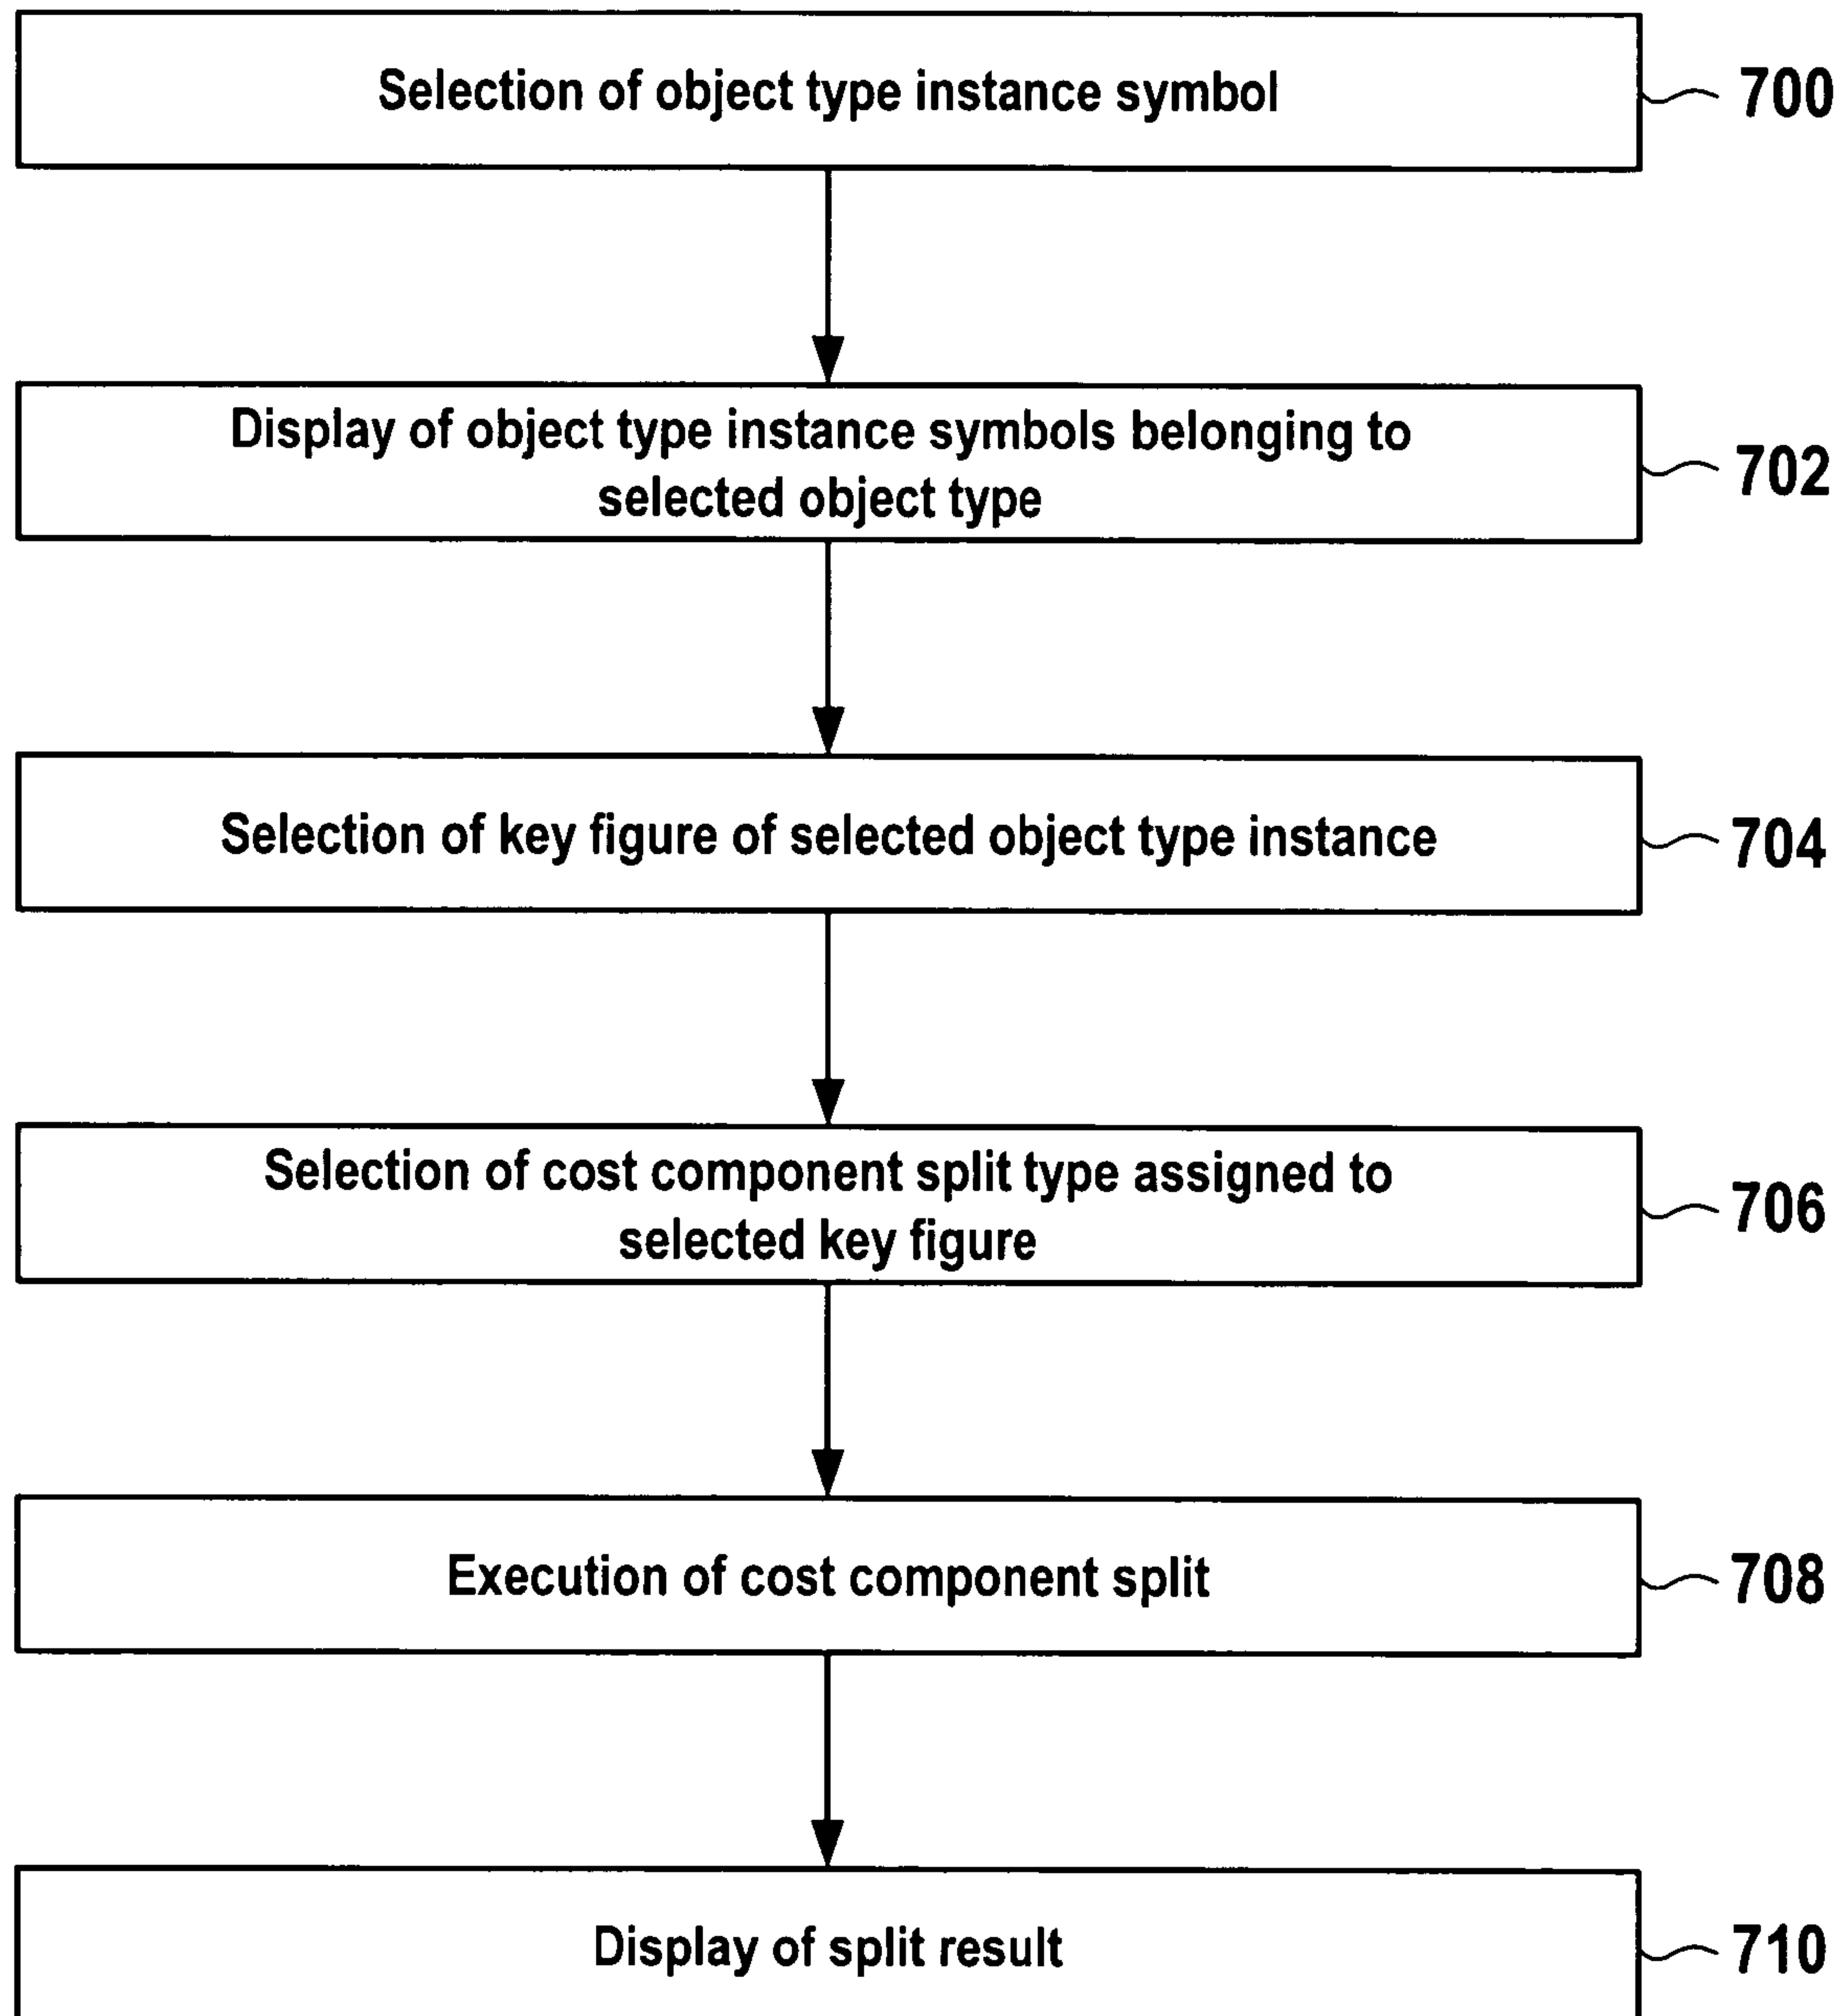 Selection of object type instance symbol
700
Display of object type instance symbols belonging to
selected object type
702
Selection of key figure of selected object type instance
704
Selection of cost component split type assigned to
selected key figure
706
Execution of cost component split
708
Display of split result
710